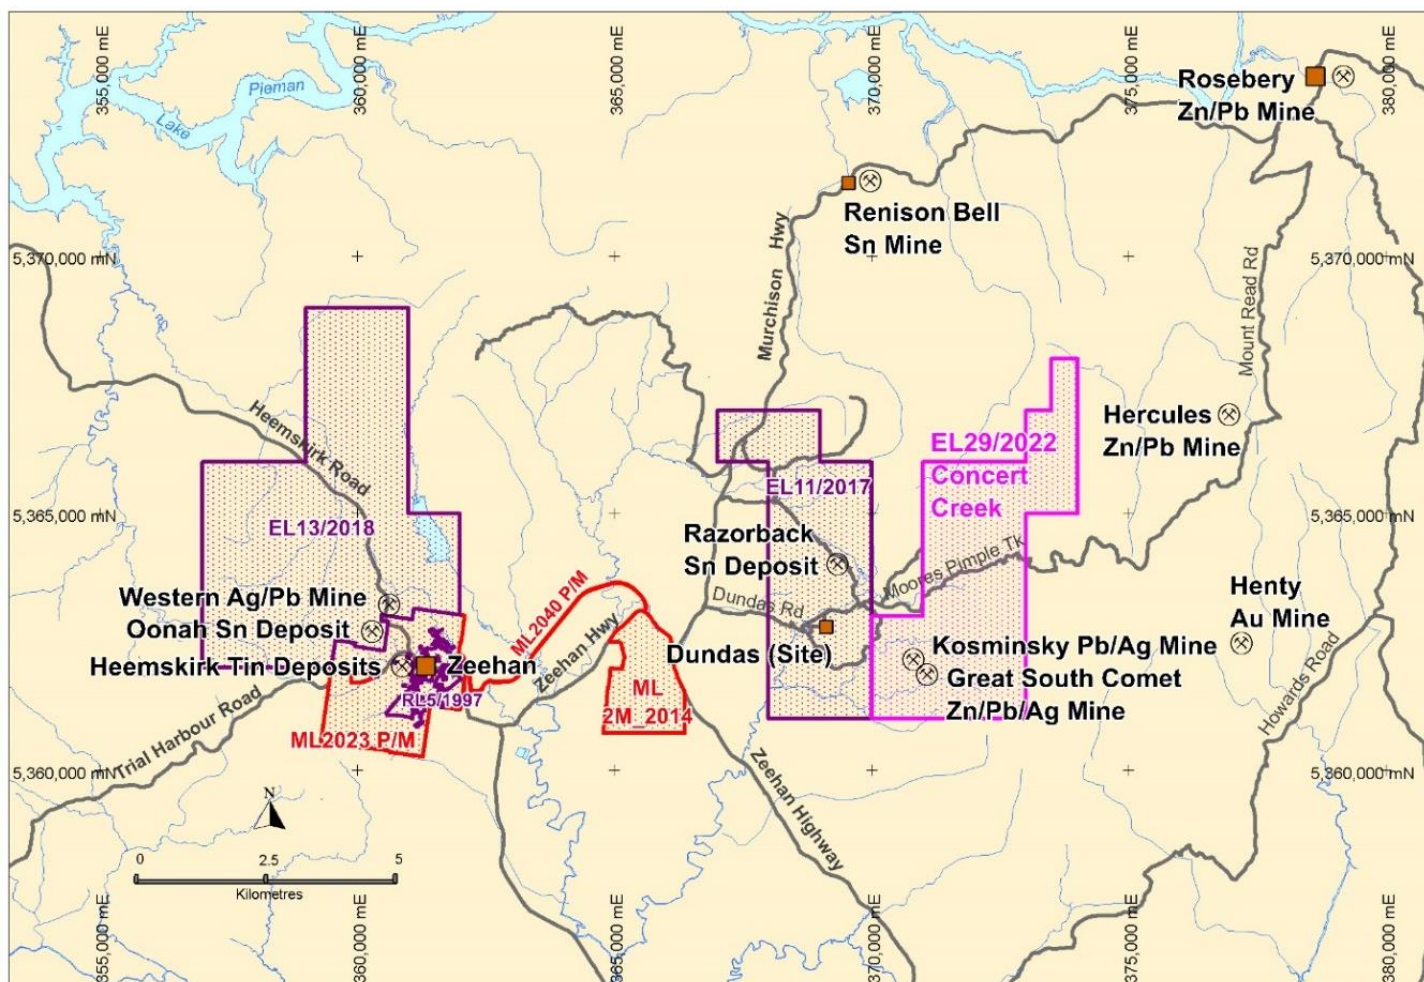 355,000 mE
360,000 mE
365,000 mE
370,000 mE
375,000 mE
380,000 mE
Pieman
Lake
Rosebery
Zn/Pb Mine
Renison Bell
Sn Mine
Murchison Hwy
Mount Read Rd
5,370,000 mN
5,370,000 mN
Rd
Heemskirk Road
Hercules
Zn/Pb Mine
EL29/2022
Concert
Creek
EL11/2017
EL13/2018
5,365,000 mN
5,365,000 mN
Razorback
Sn Deposit
Moores Pimple Tk
Dundas Rd
Henty
Au Mine
Western Ag/Pb Mine
Oonah Sn Deposit
Heemskirk Tin Deposits
Zeehan
ML2040 P/M
Zeehan Hwy
Dundas (Site)
Kosminsky Pb/Ag Mine
Great South Comet
Zn/Pb/Ag Mine
RL5/1997
ML
2M_2014
ML2023 P/M
Trial Harbour Road
Howards Road
Zeehan Highway
5,360,000 mN
5,360,000 mN
N
0 2.5 5
Kilometres
355,000 mE
360,000 mE
365,000 mE
370,000 mE
375,000 mE
380,000 mE